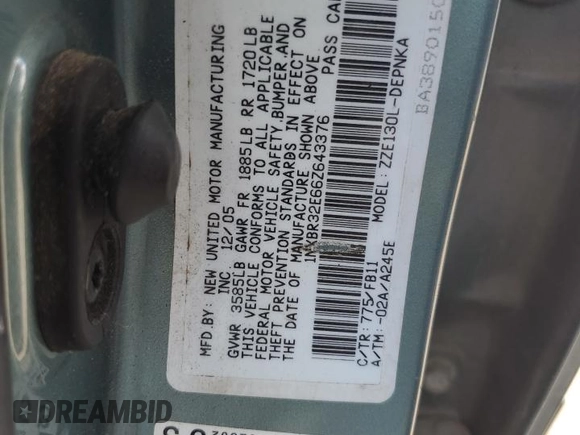 MFD.BY: NEW UNITED MOTOR MANUFACTURING
INC 12/05
GVWR 3585LB GAWR FR 1885LB RR 1720LB
THIS VEHICLE CONFORMS TO ALL APPLICABLE
FEDERAL MOTOR VEHICLE SAFETY, BUMPER, AND
THEFT PREVENTION STANDARDS IN EFFECT ON
THE DATE OF MANUFACTURE SHOWN ABOVE
1NXBR32E66Z643376 PASS CA
C/TR: 775/FB11
A/TM: -02A/A245E
MODEL: ZZE130L-DEPNKA
BA3890150
DREAMBID